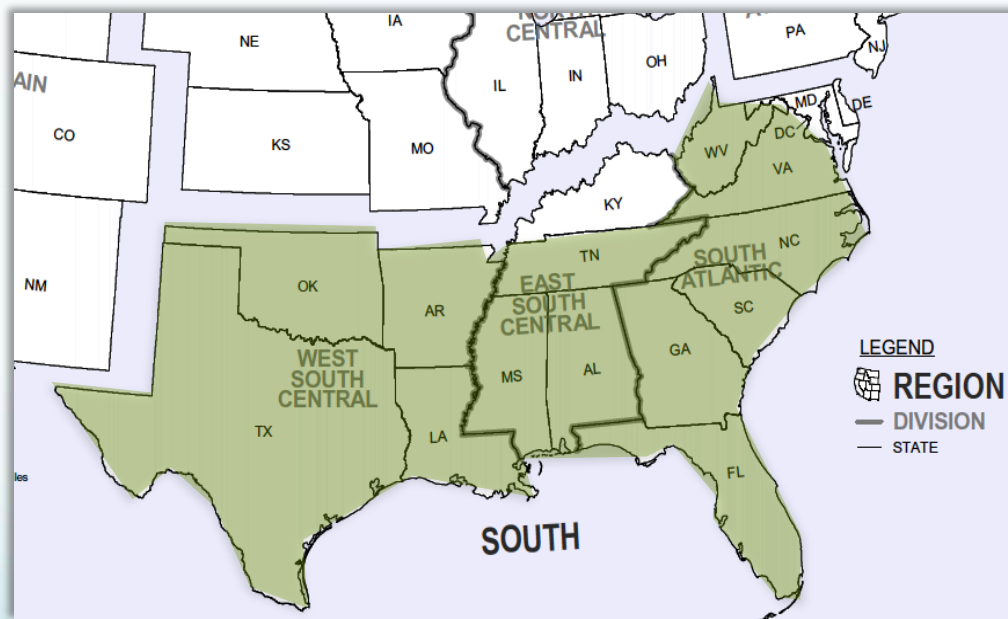 IA
NE
NORTH
CENTRAL
IL
IN
OH
PA
NJ
MD
DE
AIN
CO
KS
MO
WV
DC
VA
KY
NM
OK
AR
TN
NC
EAST
SOUTH
CENTRAL
SOUTH
ATLANTIC
SC
WEST
SOUTH
CENTRAL
MS
AL
GA
TX
LA
FL
les
SOUTH
LEGEND
REGION
DIVISION
STATE